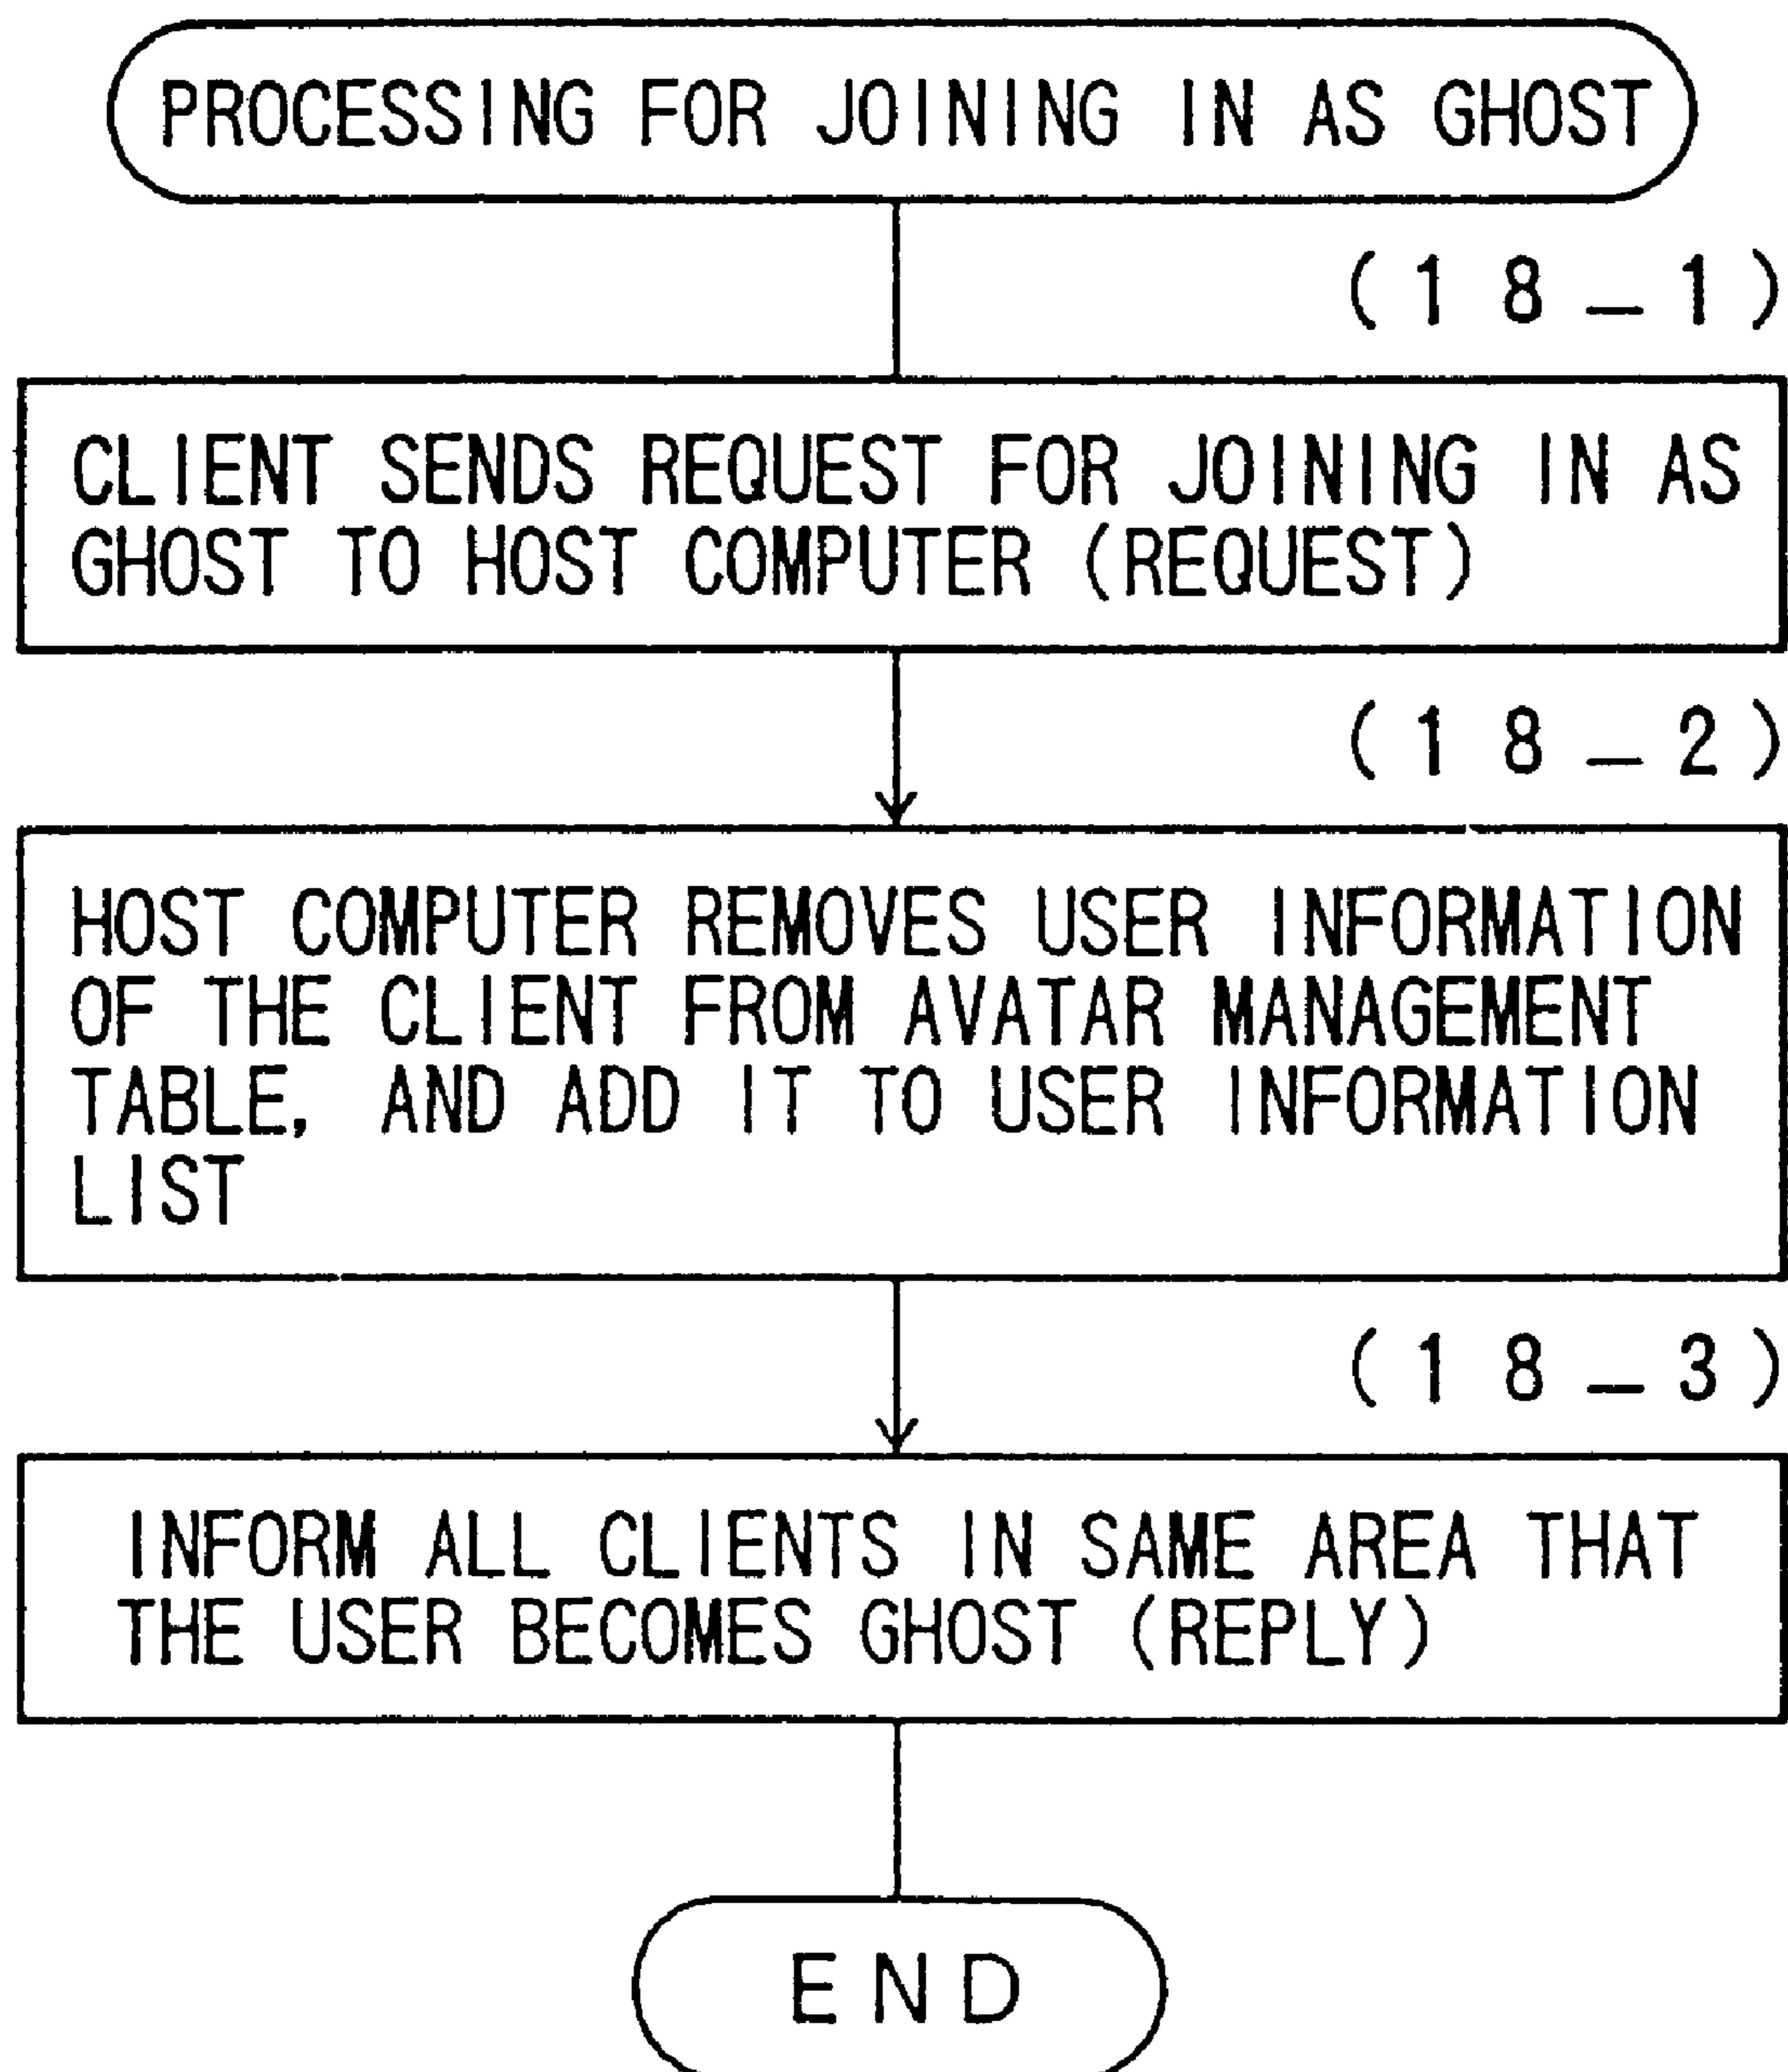 PROCESSING FOR JOINING IN AS GHOST
(18_1)
CLIENT SENDS REQUEST FOR JOINING IN AS
GHOST TO HOST COMPUTER (REQUEST)
(18_2)
HOST COMPUTER REMOVES USER INFORMATION
OF THE CLIENT FROM AVATAR MANAGEMENT
TABLE, AND ADD IT TO USER INFORMATION
LIST
(18_3)
INFORM ALL CLIENTS IN SAME AREA THAT
THE USER BECOMES GHOST (REPLY)
END